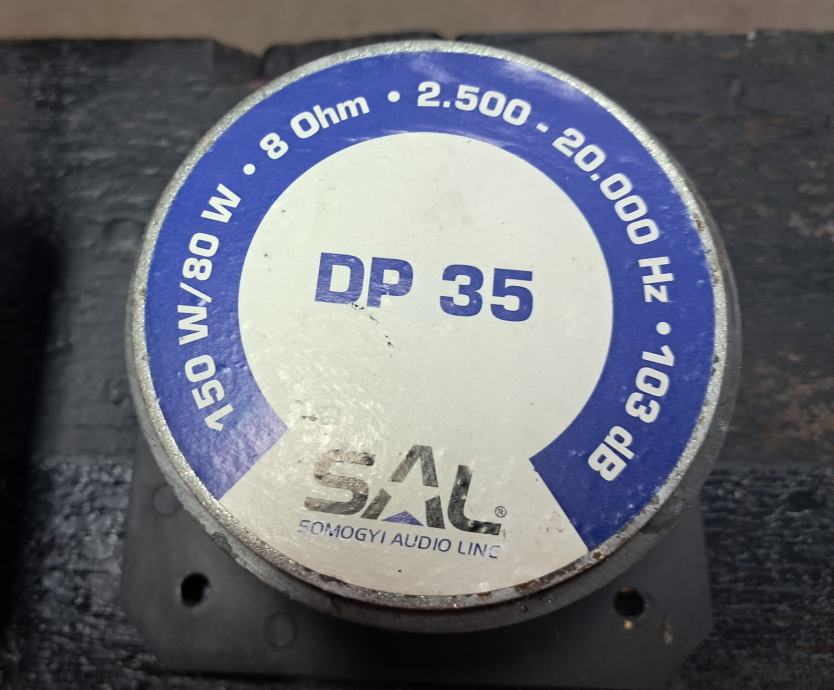 150 W/80 W • 8 Ohm • 2.500 - 20.000 Hz • 103 dB
DP 35
SAL®
SOMOGYI AUDIO LINE